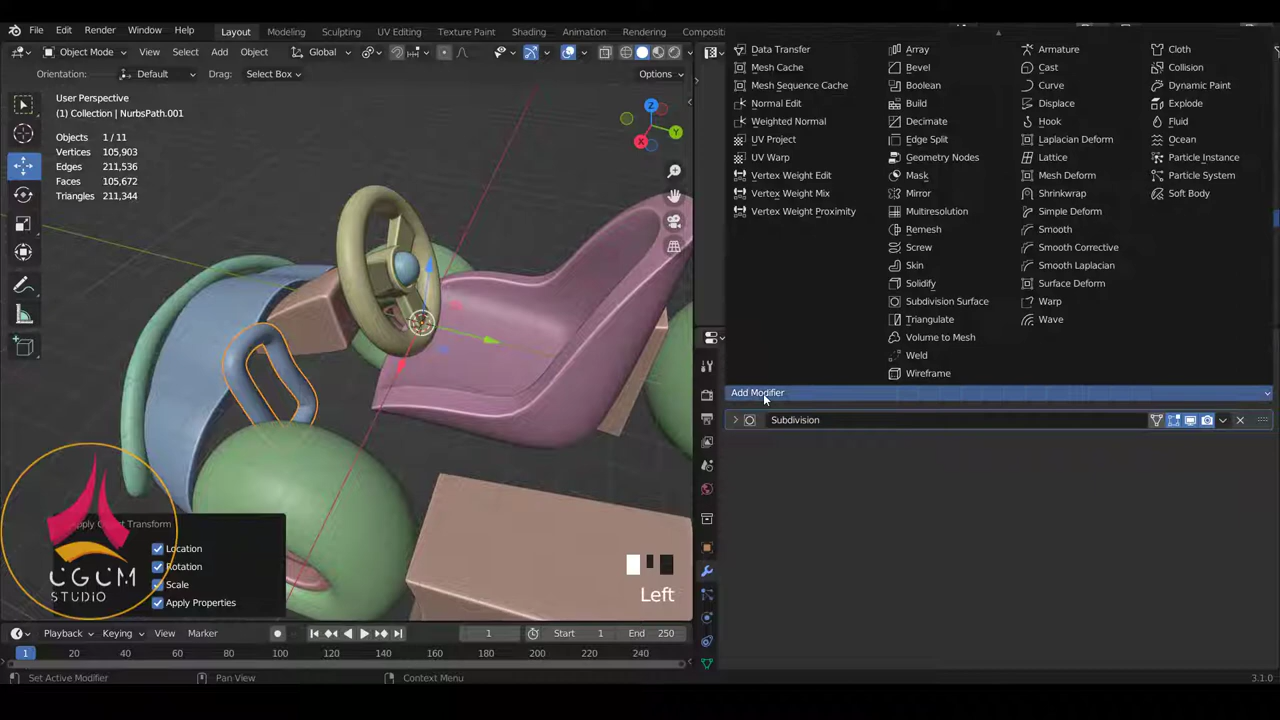 File Edit Render Window Help Layout Modeling Sculpting UV Editing Texture Paint Shading Animation Rendering Compositi
Object Mode View Select Add Object Global
Orientation: Default Drag: Select Box Options
User Perspective
(1) Collection | NurbsPath.001
Objects 1 / 11
Vertices 105,903
Edges 211,536
Faces 105,672
Triangles 211,344
Z
Y
X
Data Transfer
Mesh Cache
Mesh Sequence Cache
Normal Edit
Weighted Normal
UV Project
UV Warp
Vertex Weight Edit
Vertex Weight Mix
Vertex Weight Proximity
Array
Bevel
Boolean
Build
Decimate
Edge Split
Geometry Nodes
Mask
Mirror
Multiresolution
Remesh
Screw
Skin
Solidify
Subdivision Surface
Triangulate
Volume to Mesh
Weld
Wireframe
Armature
Cast
Curve
Displace
Hook
Laplacian Deform
Lattice
Mesh Deform
Shrinkwrap
Simple Deform
Smooth
Smooth Corrective
Smooth Laplacian
Surface Deform
Warp
Wave
Cloth
Collision
Dynamic Paint
Explode
Fluid
Ocean
Particle Instance
Particle System
Soft Body
Add Modifier
Subdivision
Apply Object Transform
Location
Rotation
Scale
Apply Properties
CGCM
STUDIO
Left
Playback Keying View Marker 1 Start 1 End 250
1 20 40 60 80 100 120 140 160 180 200 220 240
Set Active Modifier Pan View Context Menu 3.1.0